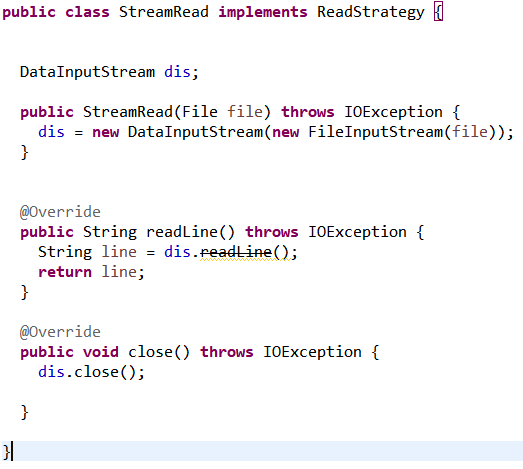 public class StreamRead implements ReadStrategy {
DataInputStream dis;
public StreamRead(File file) throws IOException {
dis = new DataInputStream(new FileInputStream(file));
}
@Override
public String readLine() throws IOException {
String line = dis.readLine();
return line;
}
@Override
public void close() throws IOException {
dis.close();
}
}